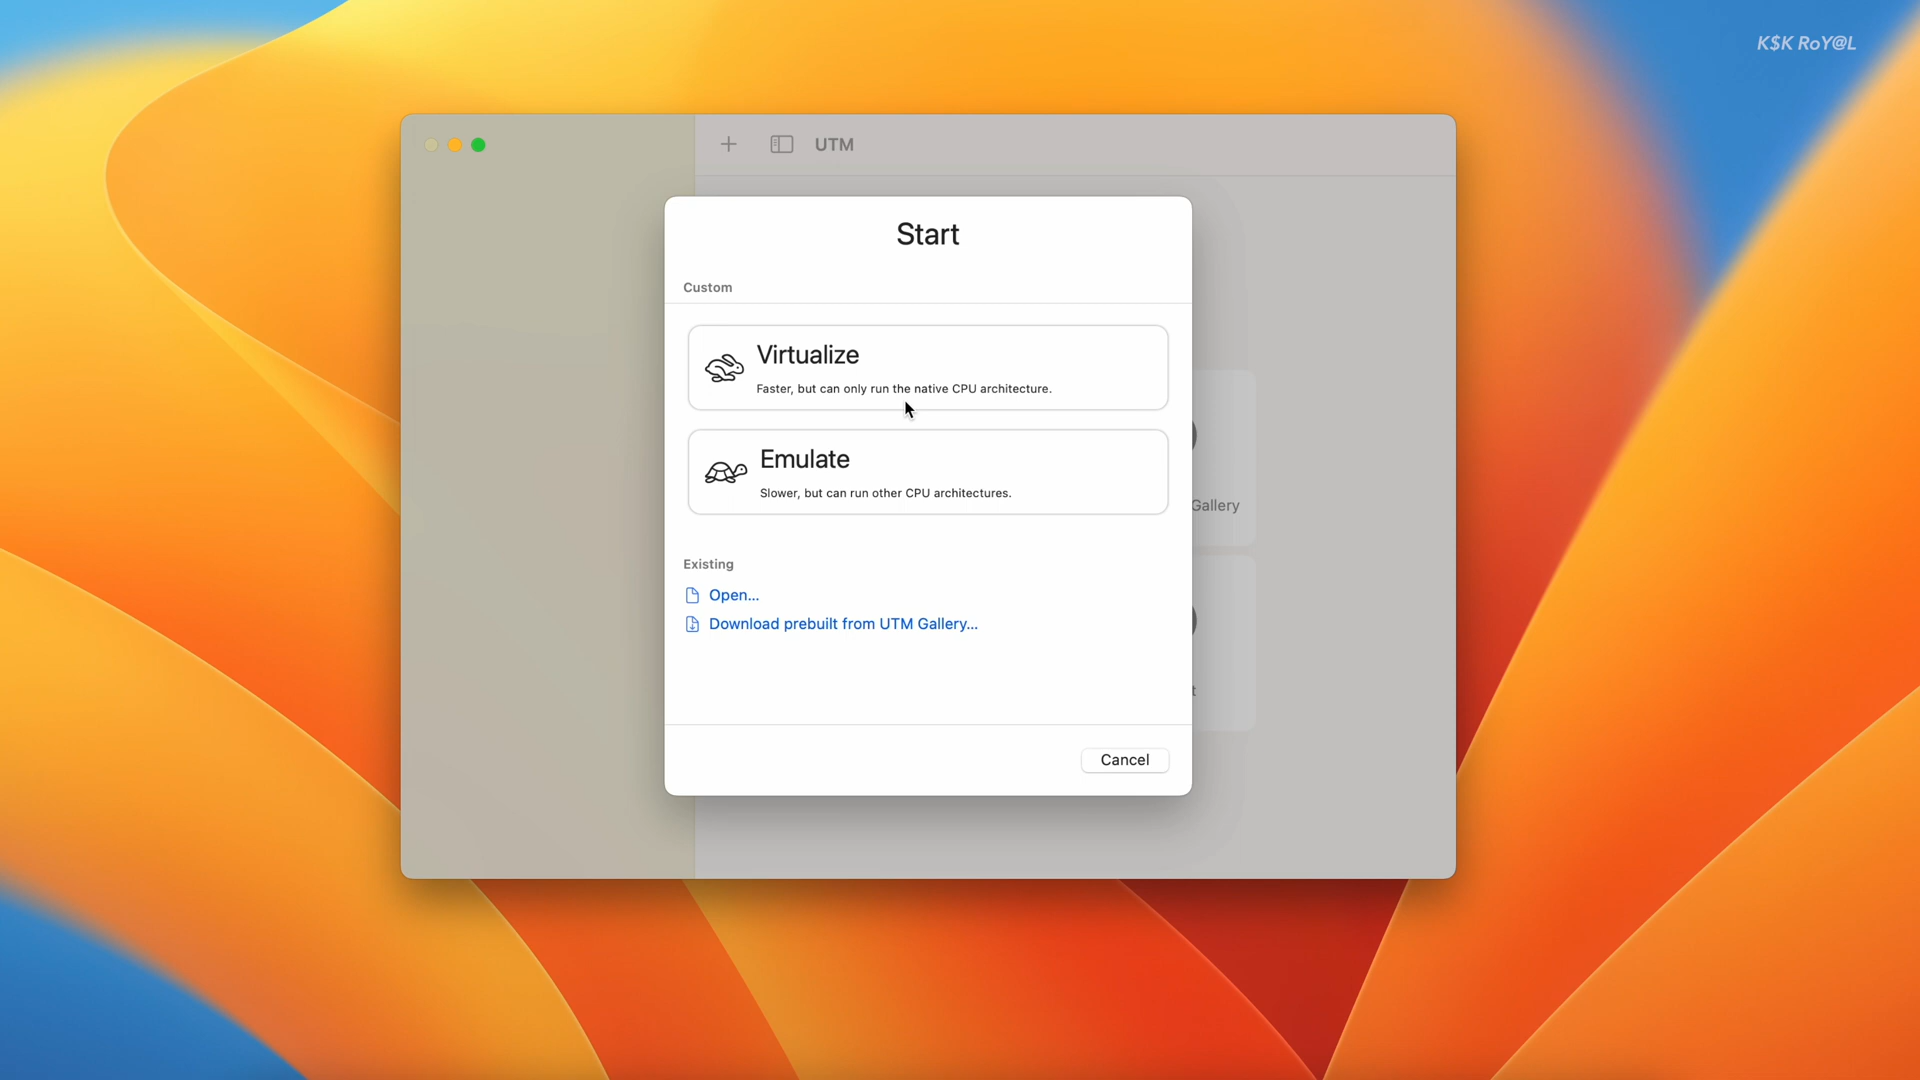 K$K RoY@L
UTM
Start
Custom
Virtualize
Faster, but can only run the native CPU architecture.
Emulate
Slower, but can run other CPU architectures.
Gallery
Existing
Open...
Download prebuilt from UTM Gallery...
t
Cancel